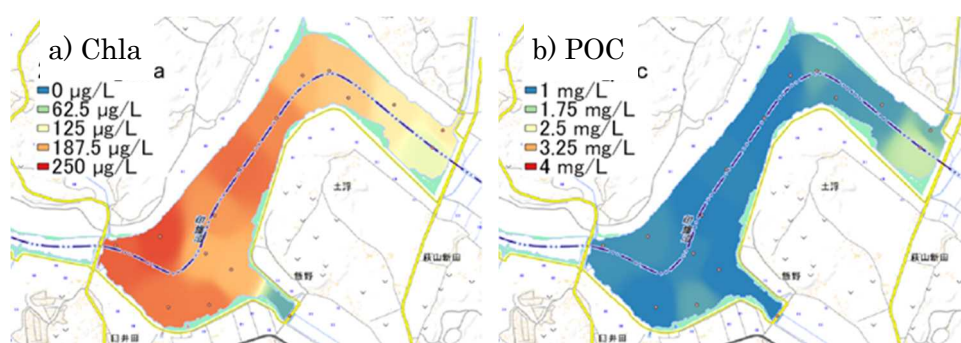 a) Chla
a
0 μg/L
62.5 μg/L
125 μg/L
187.5 μg/L
250 μg/L
土浮
萩山新田
飯野
臼井田
b) POC
c
1 mg/L
1.75 mg/L
2.5 mg/L
3.25 mg/L
4 mg/L
土浮
萩山新田
飯野
臼井田